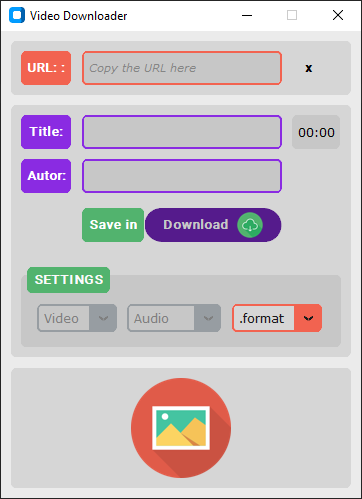 Video Downloader
URL: :
Copy the URL here
x
Title:
00:00
Autor:
Save in
Download
SETTINGS
Video
Audio
.format